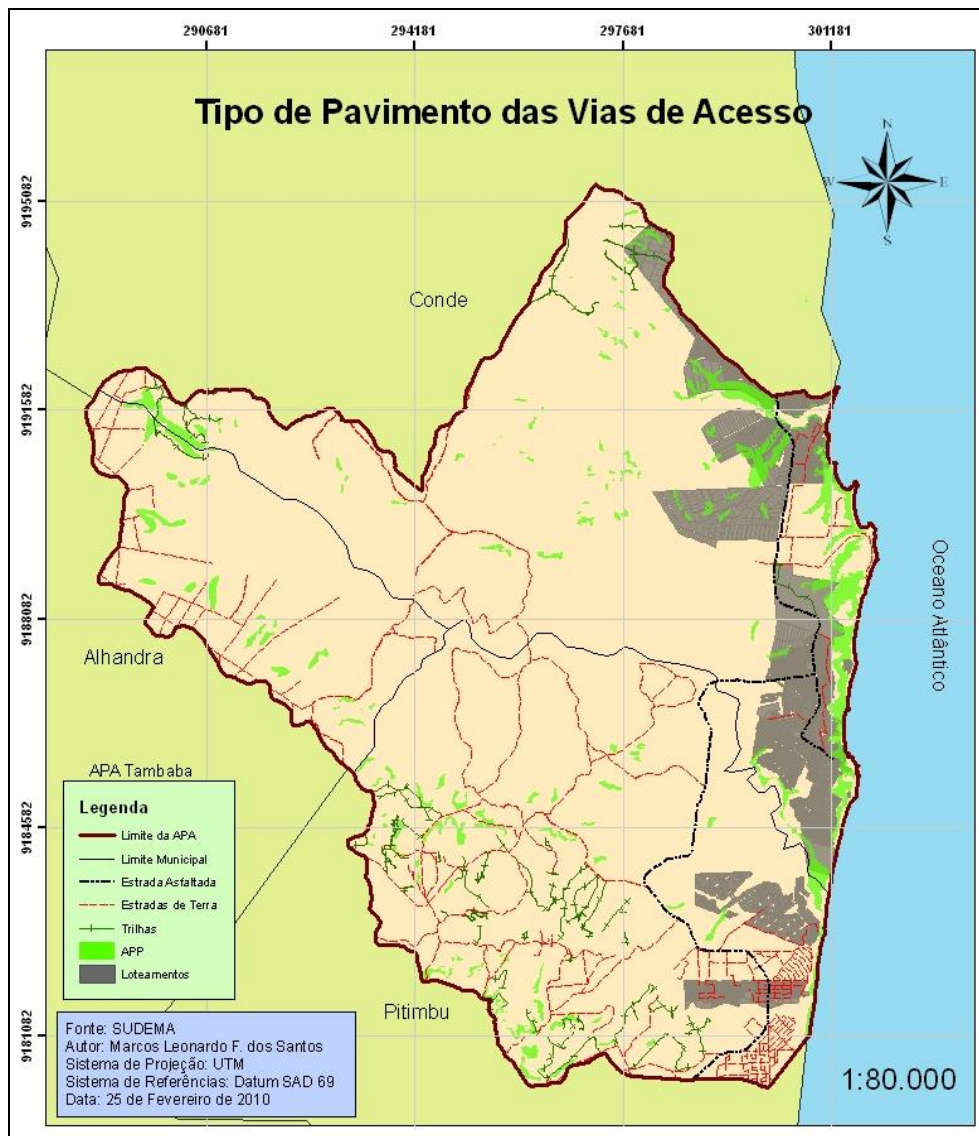 290681 294181 297681 301181
Tipo de Pavimento das Vias de Acesso
N
W E
S
9195082
Conde
9191582
Oceano Atlântico
9188082
Alhandra
APA Tambaba
Legenda
Limite da APA
Limite Municipal
Estrada Asfaltada
Estradas de Terra
Trilhas
APP
Loteamentos
9184582
Pitimbu
9181082
Fonte: SUDEMA
Autor: Marcos Leonardo F. dos Santos
Sistema de Projeção: UTM
Sistema de Referências: Datum SAD 69
Data: 25 de Fevereiro de 2010
1:80.000